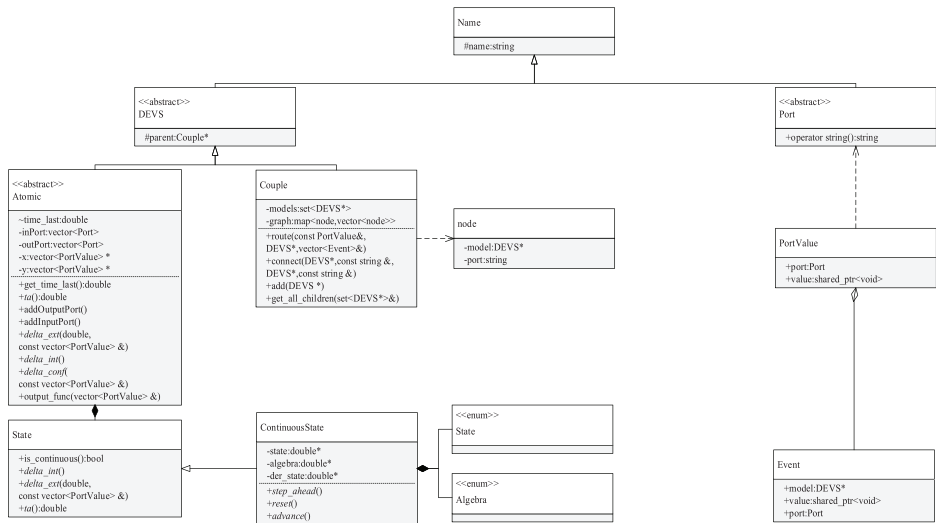 Name
#name:string
<<abstract>>
DEVS
#parent:Couple*
<<abstract>>
Port
+operator string():string
<<abstract>>
Atomic
~time_last:double
-inPort:vector<Port>
-outPort:vector<Port>
-x:vector<PortValue> *
-y:vector<PortValue> *
+get_time_last():double
+ta():double
+addOutputPort()
+addInputPort()
+delta_ext(double,
const vector<PortValue> &)
+delta_int()
+delta_conf(
const vector<PortValue> &)
+output_func(vector<PortValue> &)
Couple
-models:set<DEVS*>
-graph:map<node,vector<node>>
+route(const PortValue&,
DEVS*,vector<Event>&)
+connect(DEVS*,const string &,
DEVS*,const string &)
+add(DEVS *)
+get_all_children(set<DEVS*>&)
node
-model:DEVS*
-port:string
PortValue
+port:Port
+value:shared_ptr<void>
State
+is_continuous():bool
+delta_int()
+delta_ext(double,
const vector<PortValue> &)
+ta():double
ContinuousState
-state:double*
-algebra:double*
-der_state:double*
+step_ahead()
+reset()
+advance()
<<enum>>
State
<<enum>>
Algebra
Event
+model:DEVS*
+value:shared_ptr<void>
+port:Port